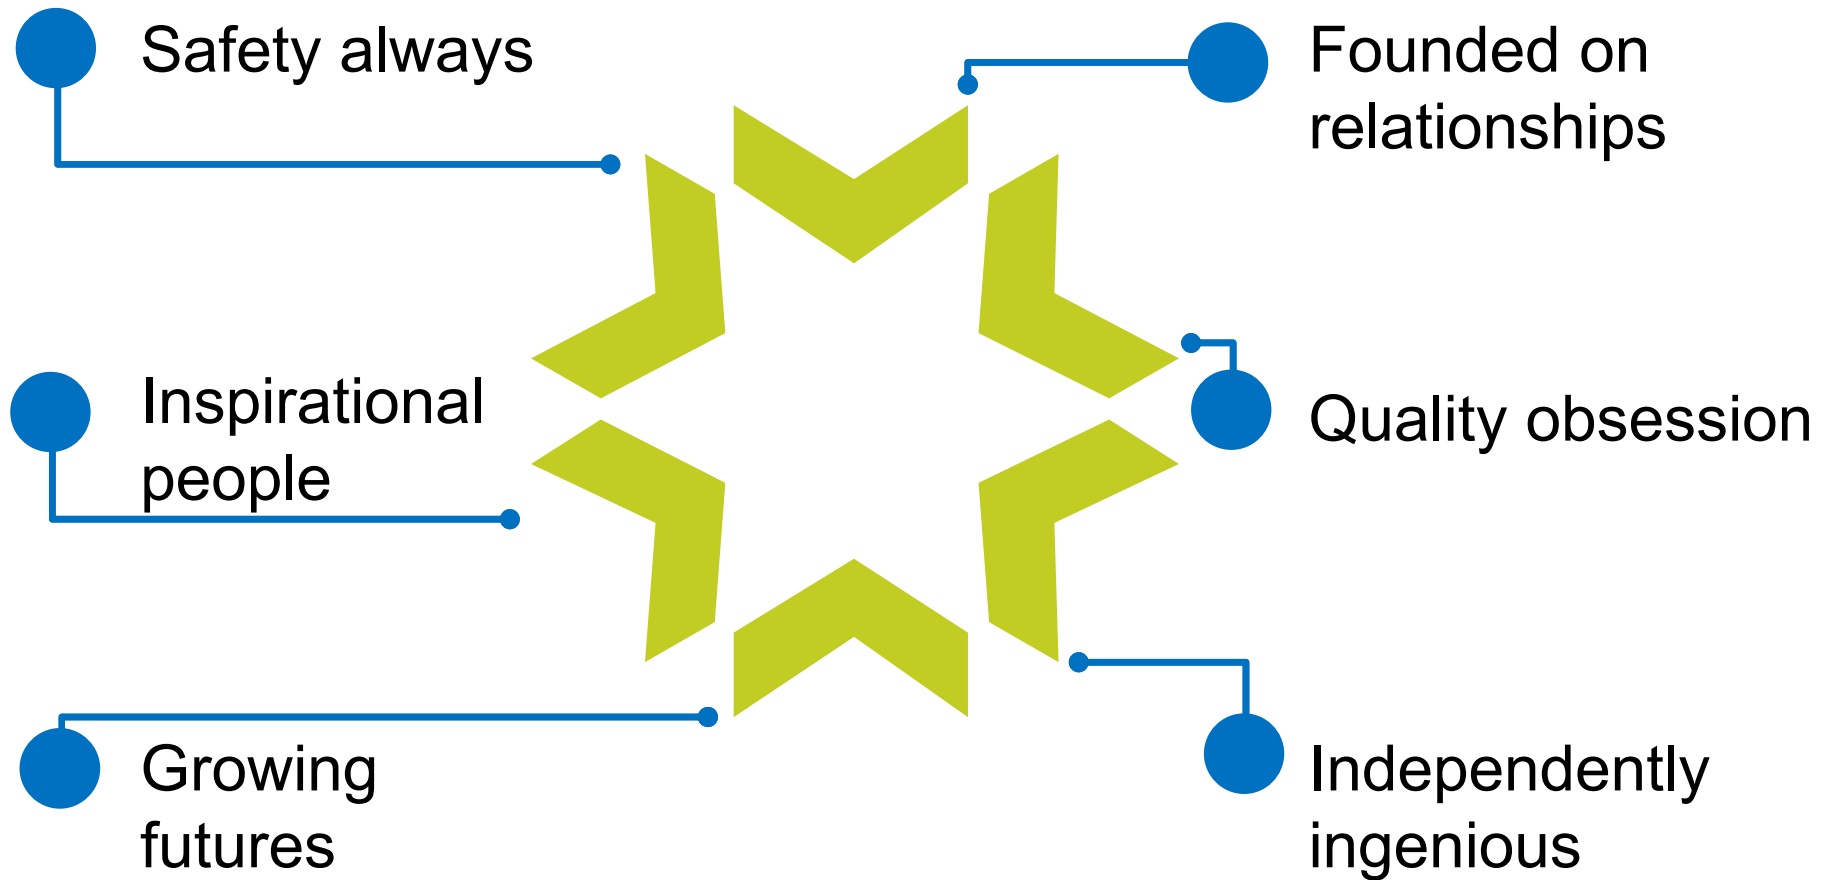 Safety always
Founded on
relationships
Inspirational
people
Quality obsession
Growing
futures
Independently
ingenious